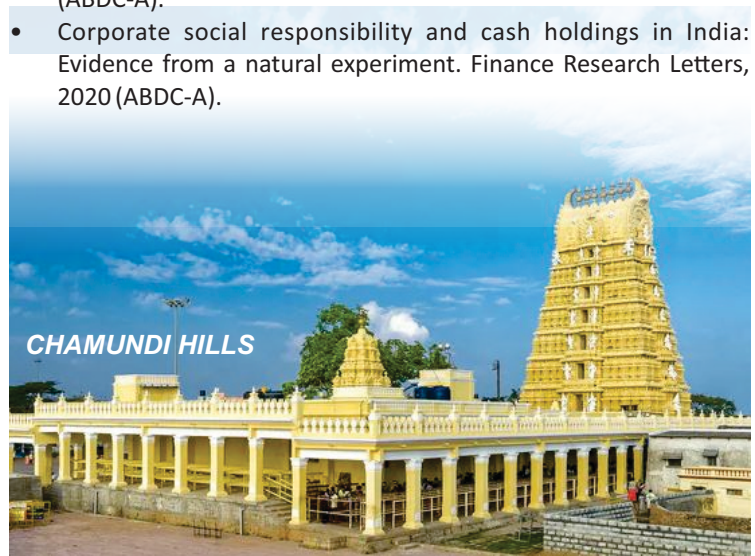 (ABDC-A).
• Corporate social responsibility and cash holdings in India:
Evidence from a natural experiment. Finance Research Letters,
2020 (ABDC-A).
CHAMUNDI HILLS